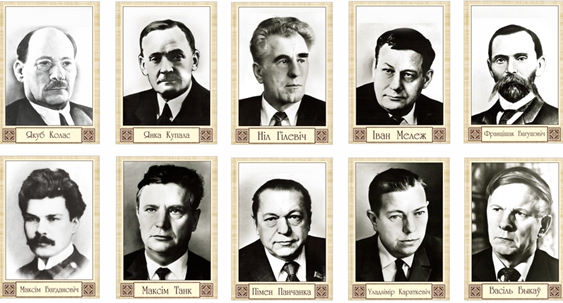 Якуб Колас
Янка Купала
Ніл Гілевіч
Іван Мележ
Францішак Багушэвіч
Максім Багдановіч
Максім Танк
Пімен Панчанка
Уладзімір Караткевіч
Васіль Быкаў